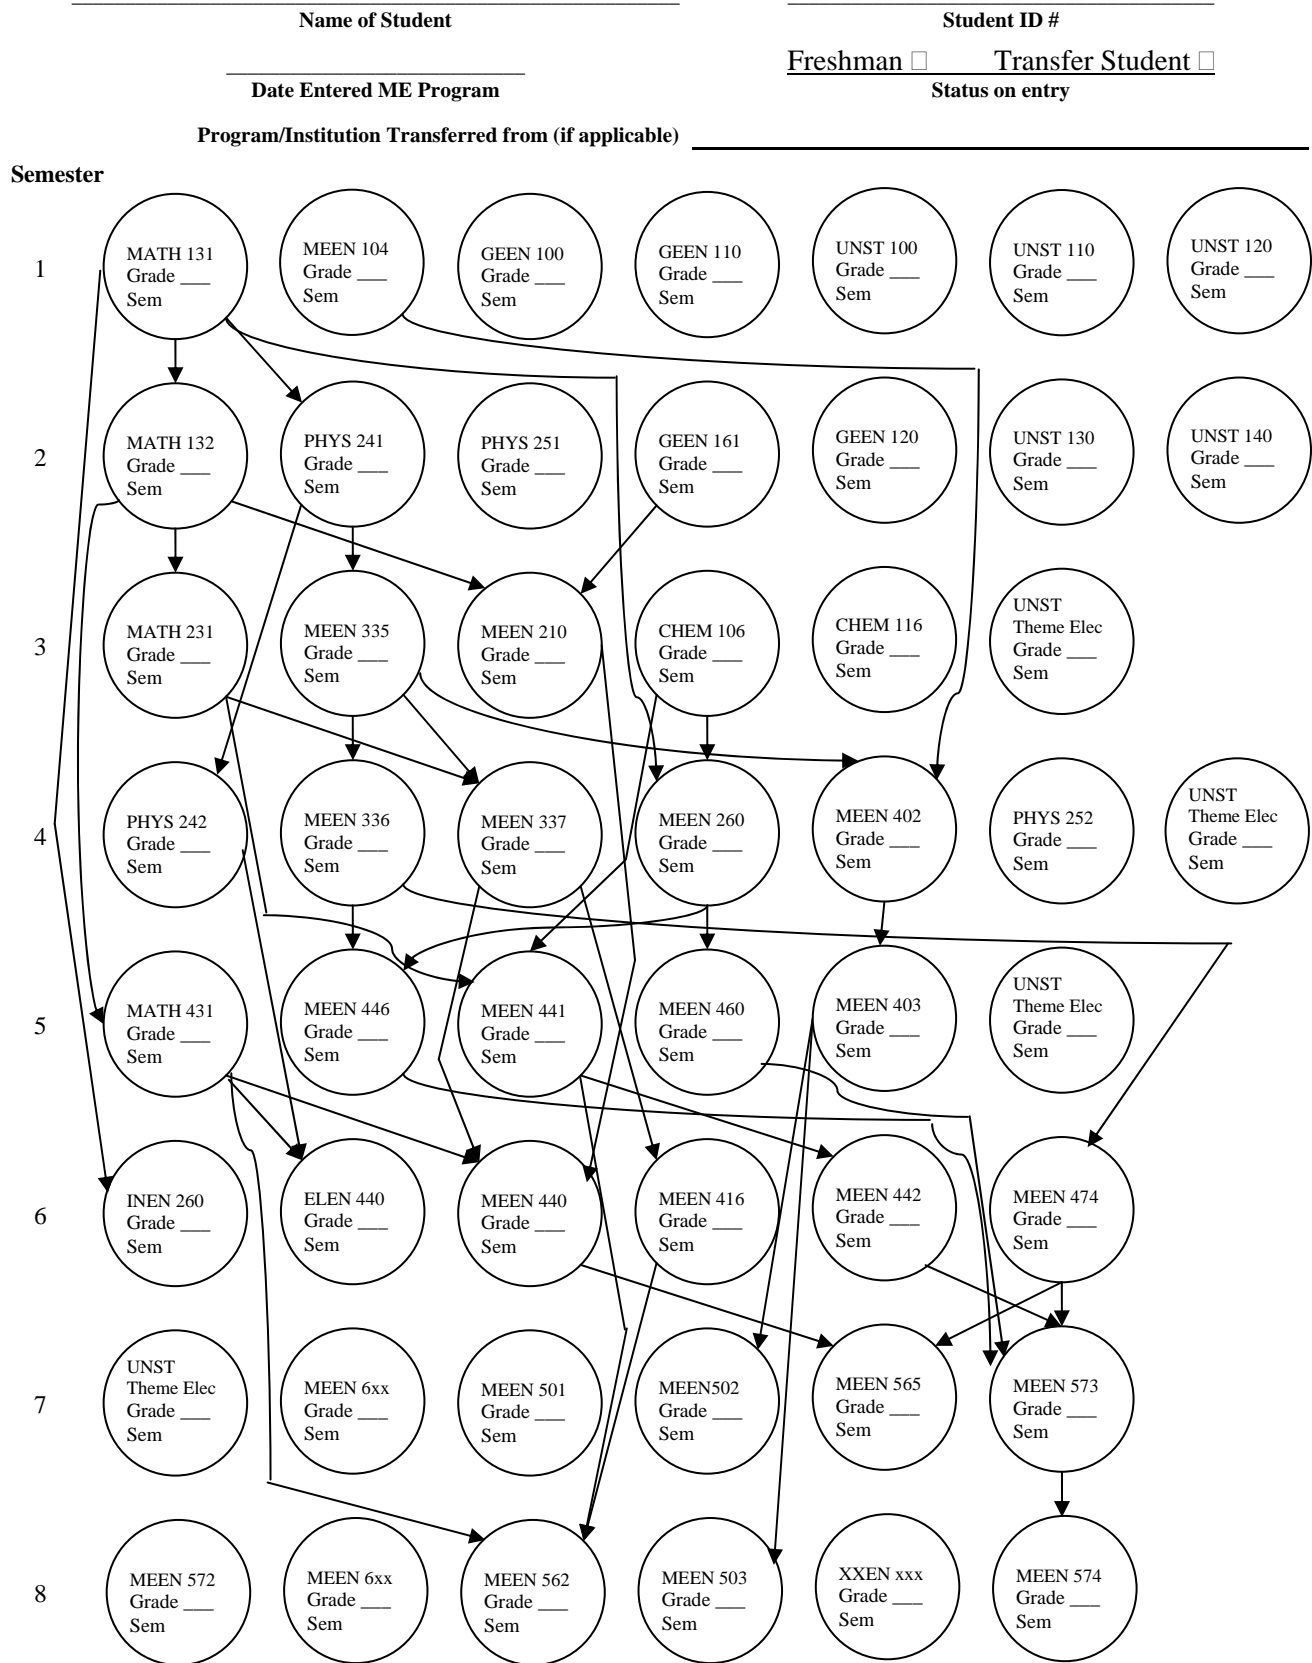 Name of Student Student ID #
Freshman □ Transfer Student □
Date Entered ME Program Status on entry
Program/Institution Transferred from (if applicable)
Semester
1
MATH 131
Grade ___
Sem
MEEN 104
Grade ___
Sem
GEEN 100
Grade ___
Sem
GEEN 110
Grade ___
Sem
UNST 100
Grade ___
Sem
UNST 110
Grade ___
Sem
UNST 120
Grade ___
Sem
2
MATH 132
Grade ___
Sem
PHYS 241
Grade ___
Sem
PHYS 251
Grade ___
Sem
GEEN 161
Grade ___
Sem
GEEN 120
Grade ___
Sem
UNST 130
Grade ___
Sem
UNST 140
Grade ___
Sem
3
MATH 231
Grade ___
Sem
MEEN 335
Grade ___
Sem
MEEN 210
Grade ___
Sem
CHEM 106
Grade ___
Sem
CHEM 116
Grade ___
Sem
UNST
Theme Elec
Grade ___
Sem
4
PHYS 242
Grade ___
Sem
MEEN 336
Grade ___
Sem
MEEN 337
Grade ___
Sem
MEEN 260
Grade ___
Sem
MEEN 402
Grade ___
Sem
PHYS 252
Grade ___
Sem
UNST
Theme Elec
Grade ___
Sem
5
MATH 431
Grade ___
Sem
MEEN 446
Grade ___
Sem
MEEN 441
Grade ___
Sem
MEEN 460
Grade ___
Sem
MEEN 403
Grade ___
Sem
UNST
Theme Elec
Grade ___
Sem
6
INEN 260
Grade ___
Sem
ELEN 440
Grade ___
Sem
MEEN 440
Grade ___
Sem
MEEN 416
Grade ___
Sem
MEEN 442
Grade ___
Sem
MEEN 474
Grade ___
Sem
7
UNST
Theme Elec
Grade ___
Sem
MEEN 6xx
Grade ___
Sem
MEEN 501
Grade ___
Sem
MEEN502
Grade ___
Sem
MEEN 565
Grade ___
Sem
MEEN 573
Grade ___
Sem
8
MEEN 572
Grade ___
Sem
MEEN 6xx
Grade ___
Sem
MEEN 562
Grade ___
Sem
MEEN 503
Grade ___
Sem
XXEN xxx
Grade ___
Sem
MEEN 574
Grade ___
Sem